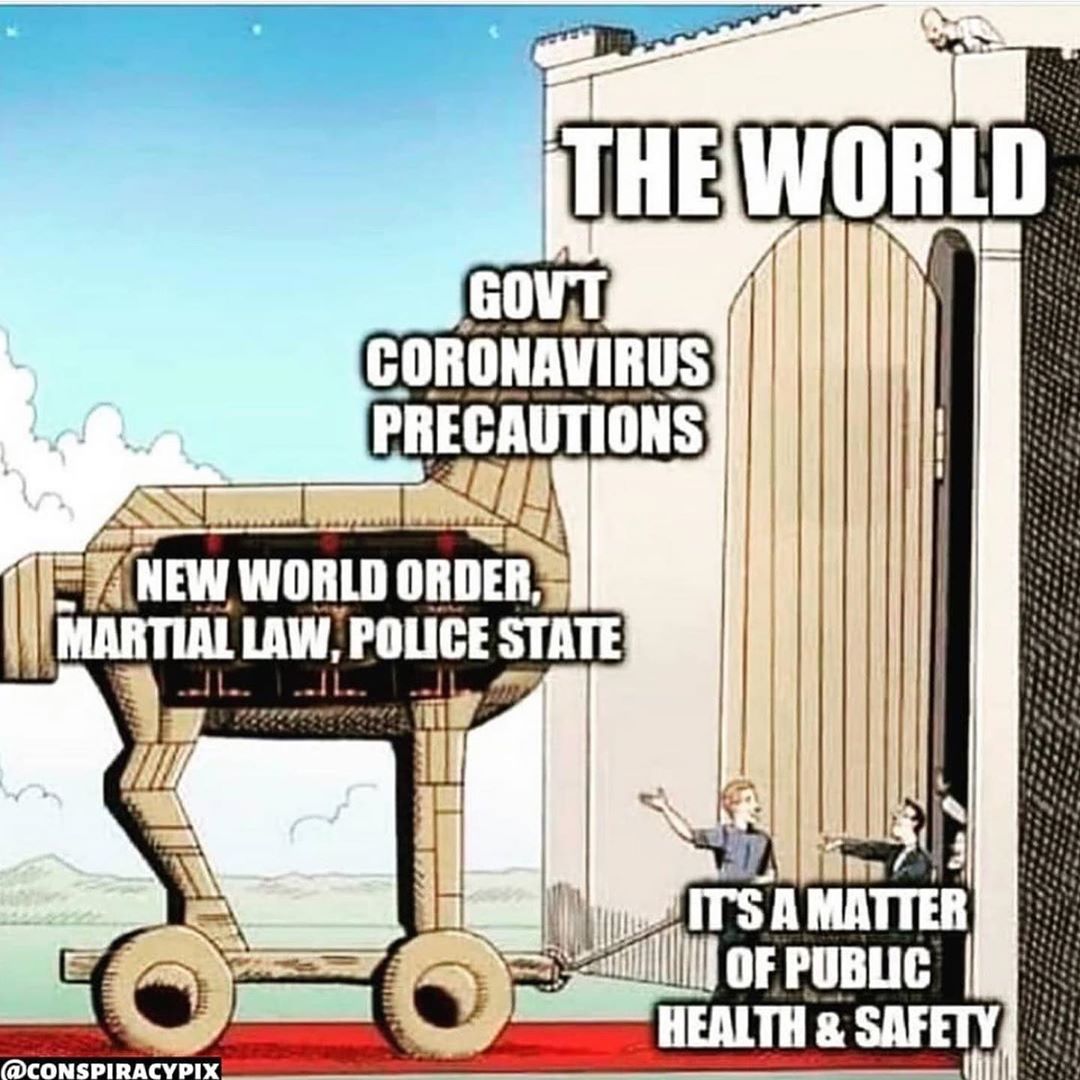 THE WORLD
GOV'T
CORONAVIRUS
PRECAUTIONS
NEW WORLD ORDER,
MARTIAL LAW, POLICE STATE
IT'S A MATTER
OF PUBLIC
HEALTH & SAFETY
@CONSPIRACYPIX